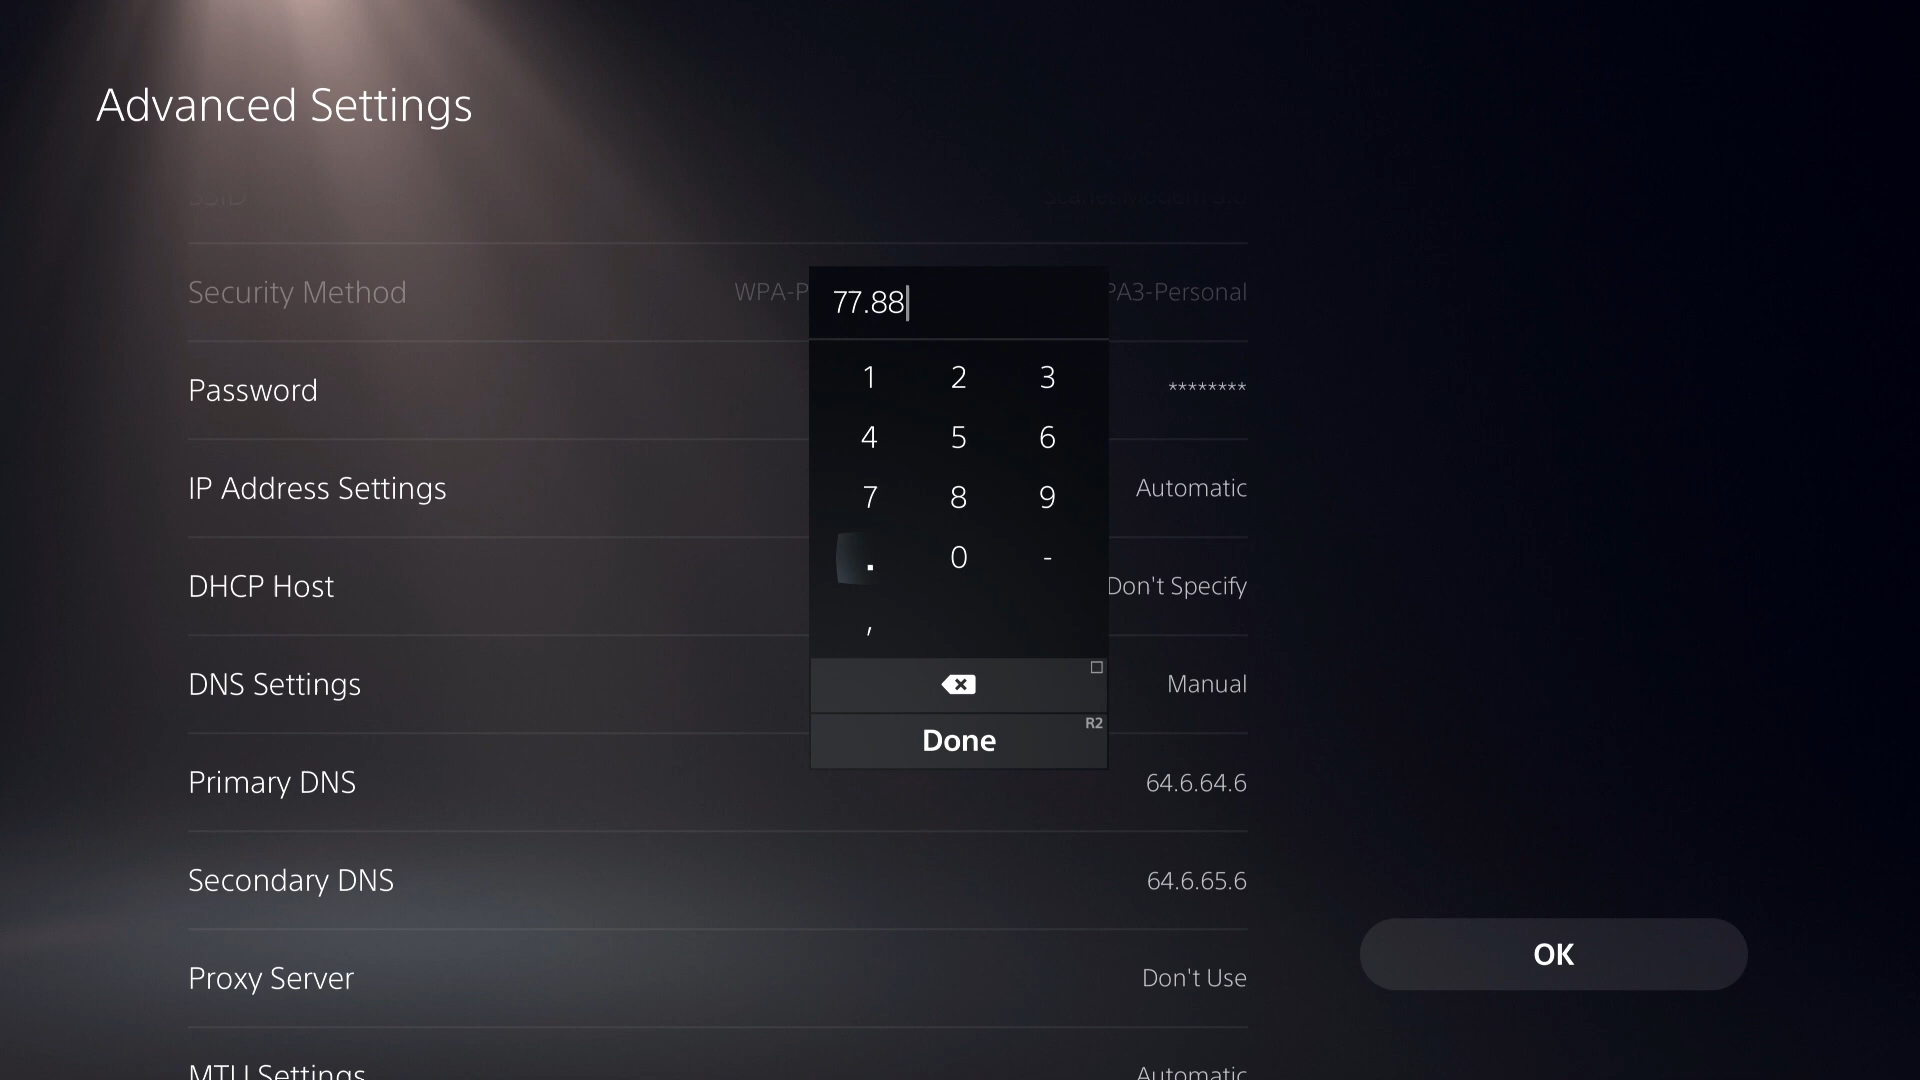 Advanced Settings
SSID
Security Method
WPA-P
PA3-Personal
Password
********
IP Address Settings
Automatic
DHCP Host
Don't Specify
DNS Settings
Manual
Primary DNS
64.6.64.6
Secondary DNS
64.6.65.6
Proxy Server
Don't Use
MTU Settings
Automatic
77.88
1 2 3
4 5 6
7 8 9
. 0 -
,
Done
R2
OK